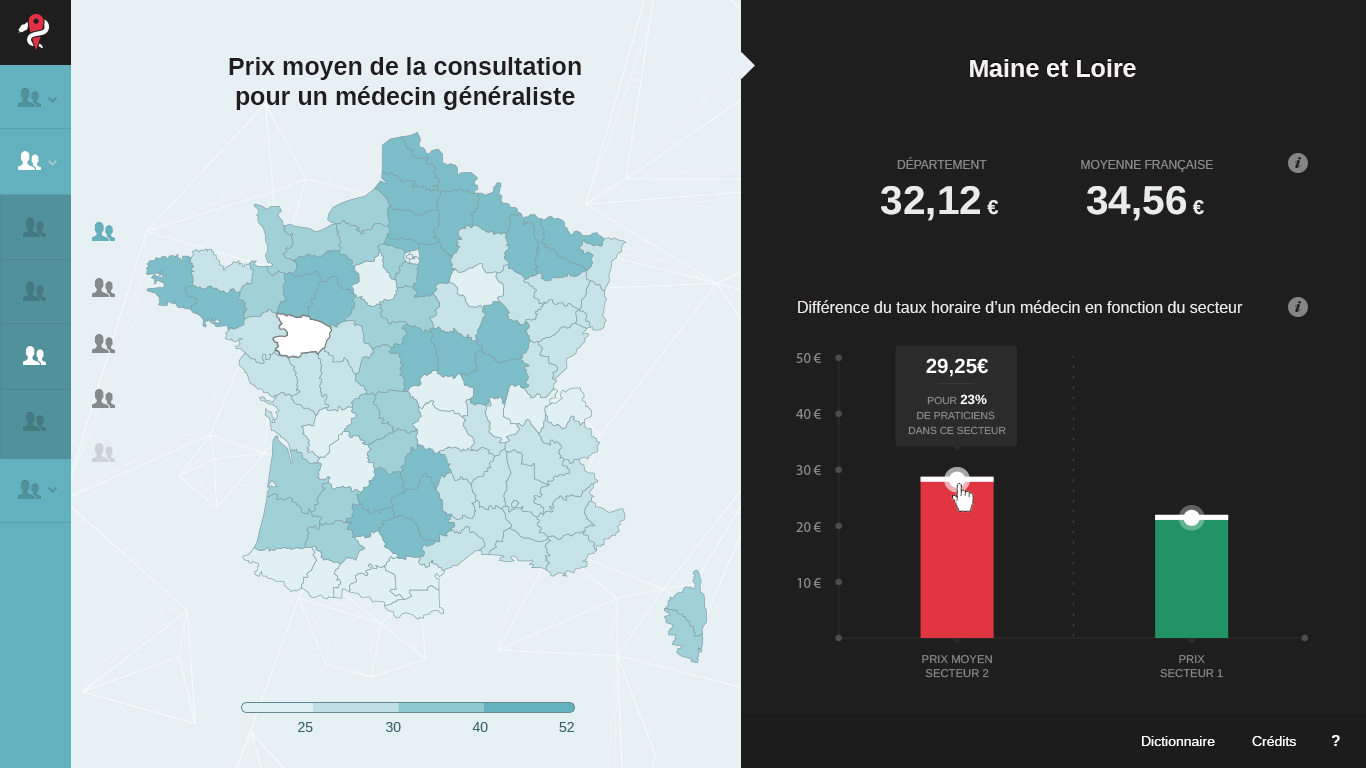 Prix moyen de la consultation
pour un médecin généraliste
25 30 40 52
Maine et Loire
DÉPARTEMENT
32,12 €
MOYENNE FRANÇAISE
34,56 €
i
Différence du taux horaire d’un médecin en fonction du secteur
i
50 €
40 €
30 €
20 €
10 €
29,25€
POUR 23%
DE PRATICIENS
DANS CE SECTEUR
PRIX MOYEN
SECTEUR 2
PRIX
SECTEUR 1
Dictionnaire Crédits ?